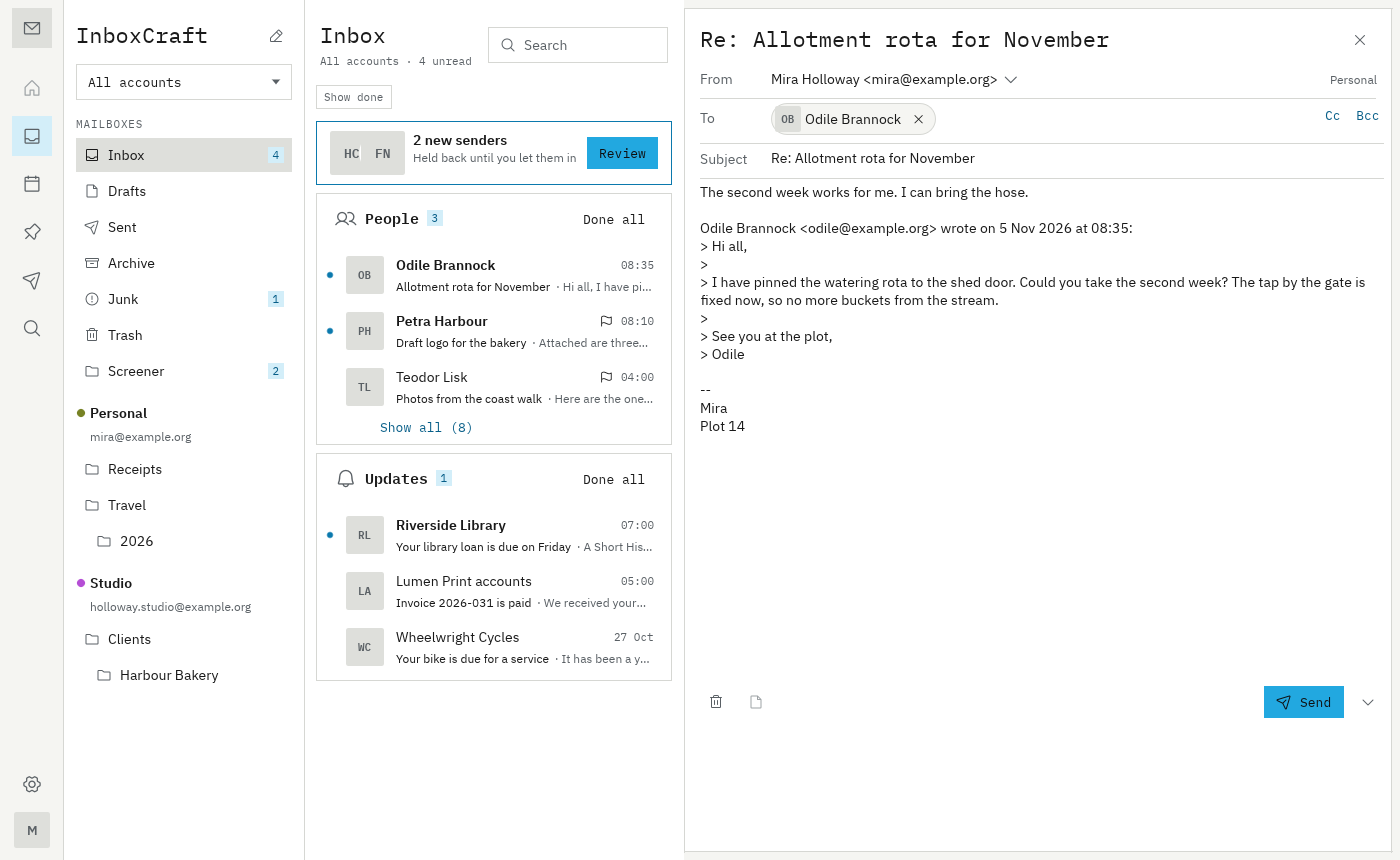 InboxCraft
All accounts
MAILBOXES
Inbox 4
Drafts
Sent
Archive
Junk 1
Trash
Screener 2
Personal
mira@example.org
Receipts
Travel
2026
Studio
holloway.studio@example.org
Clients
Harbour Bakery
M
Inbox
All accounts · 4 unread
Search
Show done
HC FN
2 new senders
Held back until you let them in
Review
People 3 Done all
OB
Odile Brannock 08:35
Allotment rota for November · Hi all, I have pi…
PH
Petra Harbour 08:10
Draft logo for the bakery · Attached are three…
TL
Teodor Lisk 04:00
Photos from the coast walk · Here are the one…
Show all (8)
Updates 1 Done all
RL
Riverside Library 07:00
Your library loan is due on Friday · A Short His…
LA
Lumen Print accounts 05:00
Invoice 2026-031 is paid · We received your…
WC
Wheelwright Cycles 27 Oct
Your bike is due for a service · It has been a y…
Re: Allotment rota for November
From Mira Holloway <mira@example.org> Personal
To OB Odile Brannock Cc Bcc
Subject Re: Allotment rota for November
The second week works for me. I can bring the hose.
Odile Brannock <odile@example.org> wrote on 5 Nov 2026 at 08:35:
> Hi all,
>
> I have pinned the watering rota to the shed door. Could you take the second week? The tap by the gate is
fixed now, so no more buckets from the stream.
>
> See you at the plot,
> Odile
--
Mira
Plot 14
Send